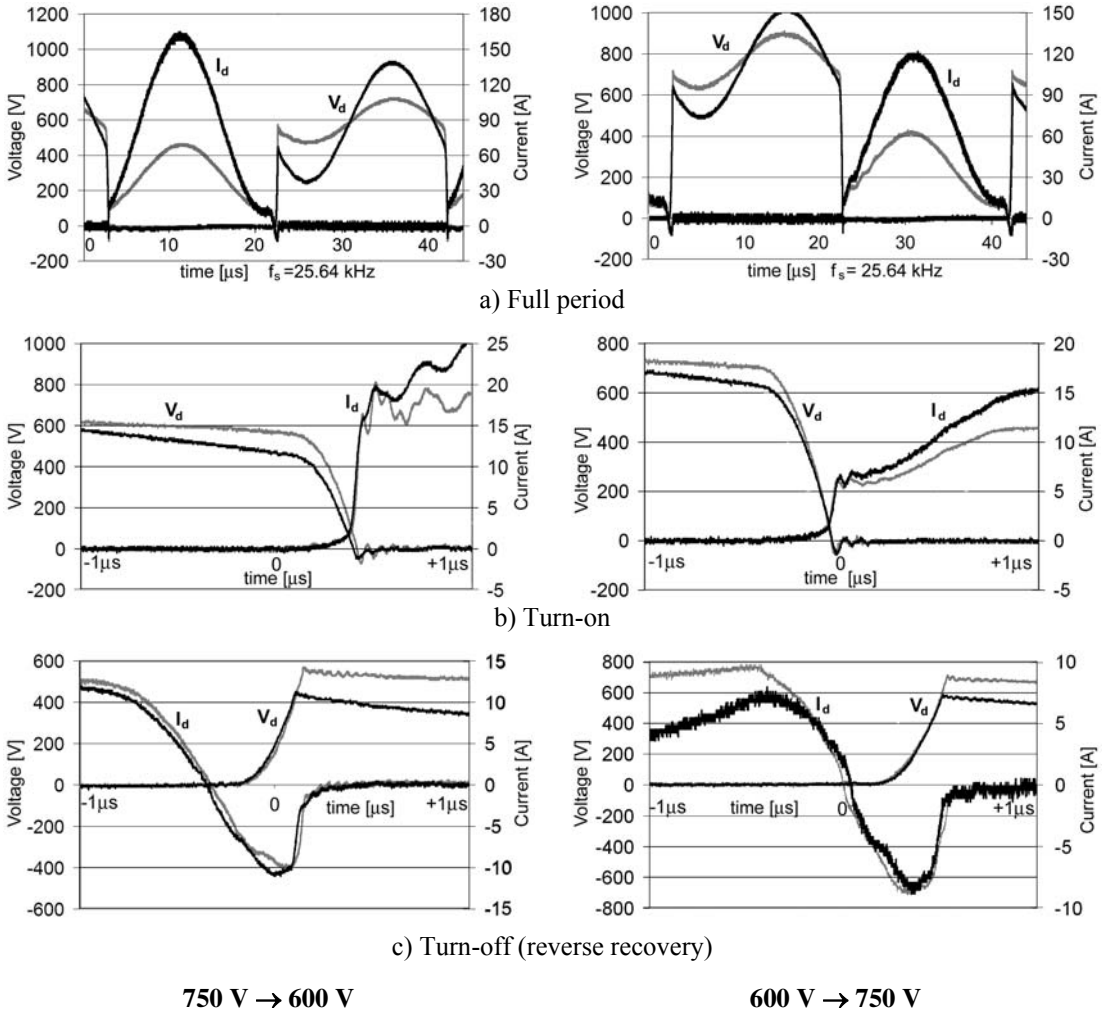 1200
1000
800
600
400
200
0
-200
Voltage [V]
180
150
120
90
60
30
0
-30
Current [A]
I_d
V_d
0 10 20 30 40
time [μs] f_s =25.64 kHz
1000
800
600
400
200
0
-200
Voltage [V]
150
120
90
60
30
0
-30
Current [A]
V_d
I_d
0 10 20 30 40
time [μs] f_s = 25.64 kHz
a) Full period
1000
800
600
400
200
0
-200
Voltage [V]
25
20
15
10
5
0
-5
Current [A]
V_d
I_d
-1μs 0 +1μs
time [μs]
800
600
400
200
0
-200
Voltage [V]
20
15
10
5
0
-5
Current [A]
V_d
I_d
-1μs 0 +1μs
time [μs]
b) Turn-on
600
400
200
0
-200
-400
-600
Voltage [V]
15
10
5
0
-5
-10
-15
Current [A]
I_d
V_d
-1μs 0 time [μs] +1μs
800
600
400
200
0
-200
-400
-600
-800
Voltage [V]
10
5
0
-5
-10
Current [A]
I_d
V_d
-1μs time [μs] 0 +1μs
c) Turn-off (reverse recovery)
750 V → 600 V
600 V → 750 V